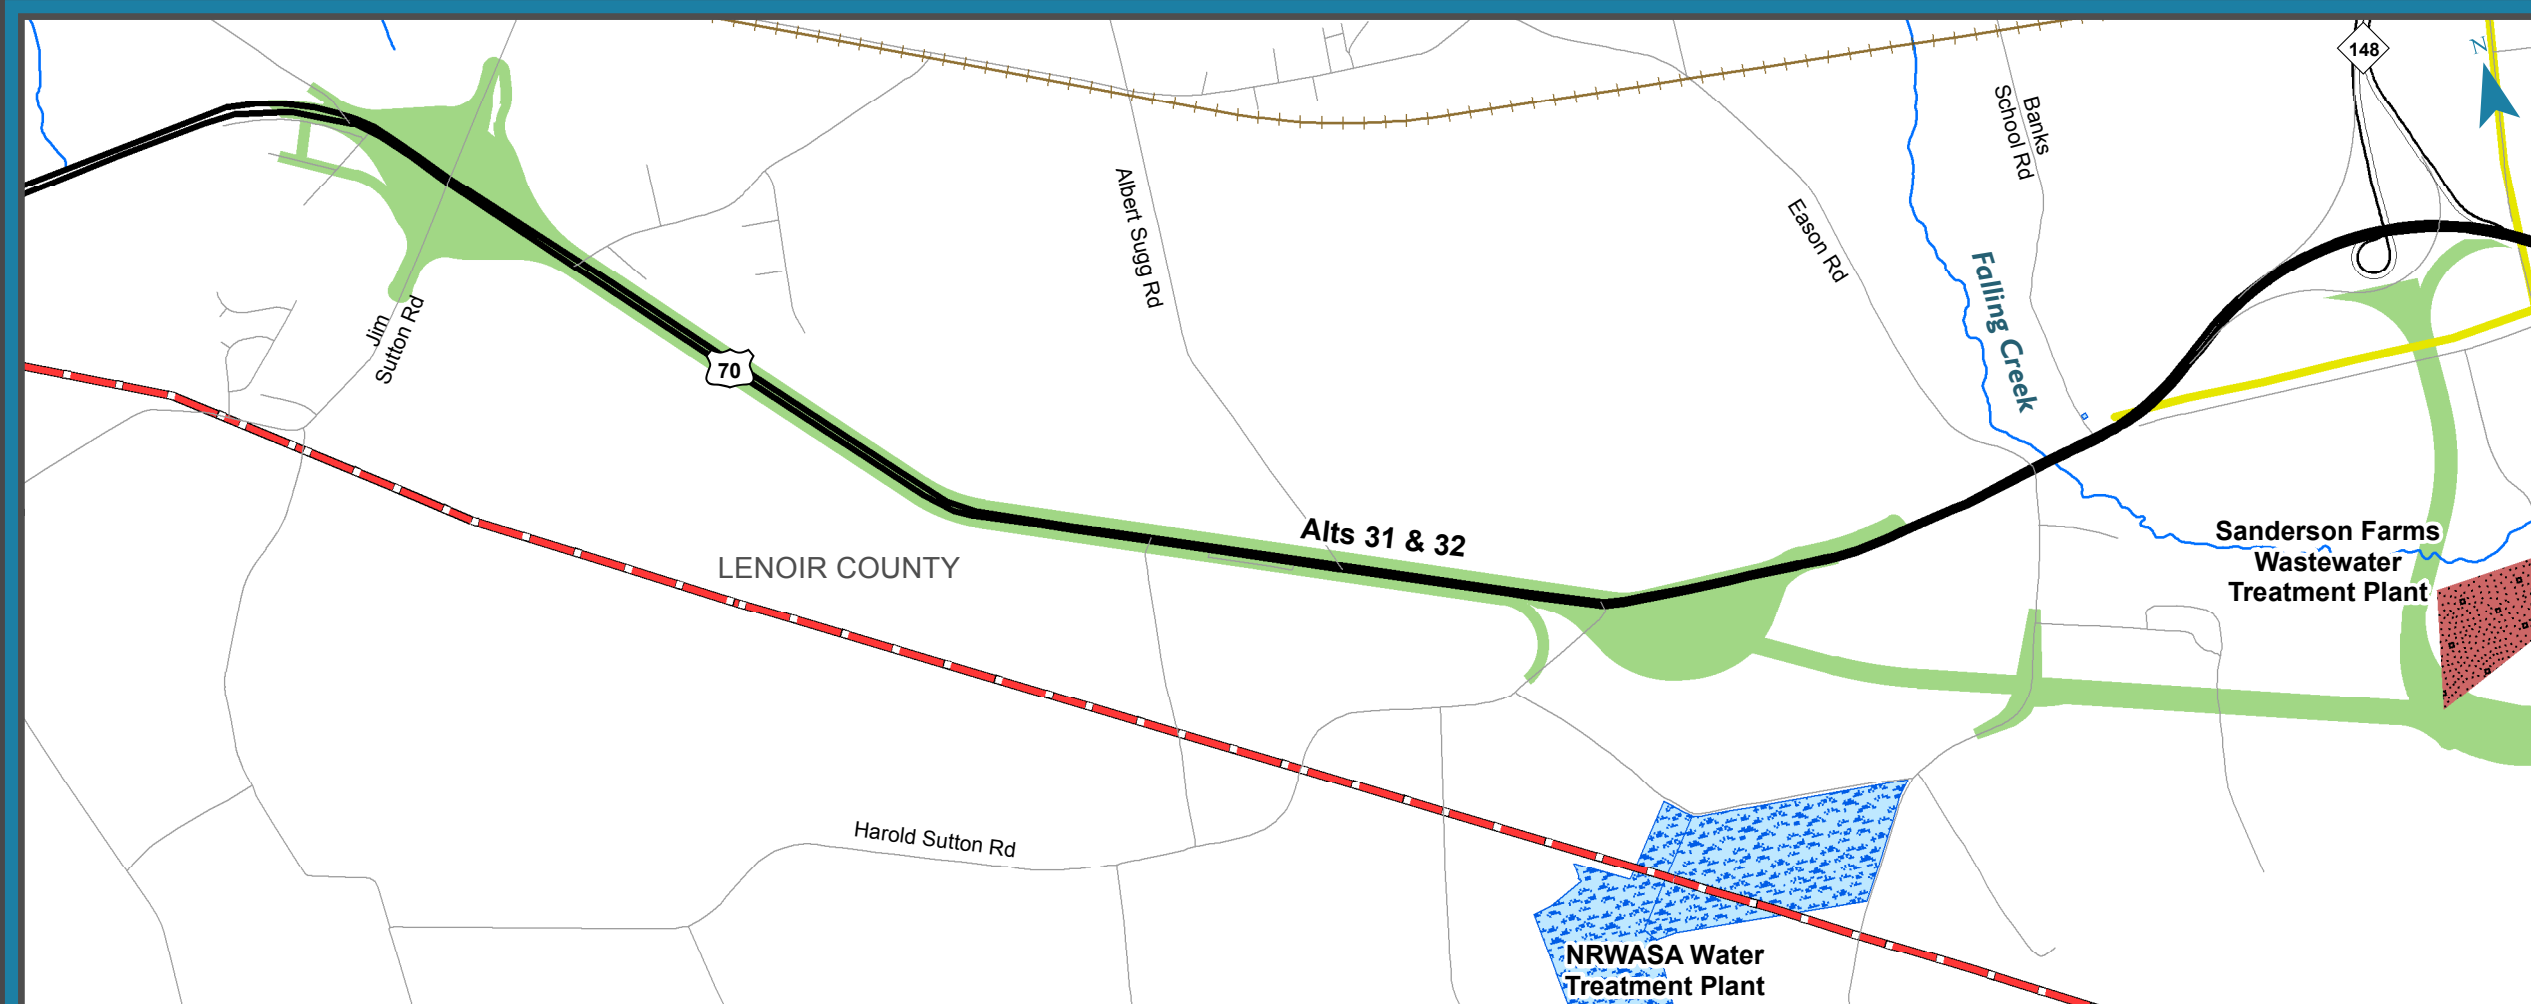 148
N
Banks
School Rd
Albert Sugg Rd
Eason Rd
Falling Creek
Jim
Sutton Rd
70
Alts 31 & 32
Sanderson Farms
Wastewater
Treatment Plant
LENOIR COUNTY
Harold Sutton Rd
NRWASA Water
Treatment Plant